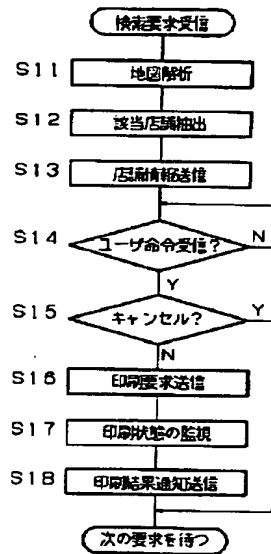 検索要求受信
S11 地図解析
S12 該当店舗抽出
S13 店舗情報送信
S14 ユーザ命令受信? N
Y
S15 キャンセル? Y
N
S16 印刷要求送信
S17 印刷状態の監視
S18 印刷結果通知送信
次の要求を待つ